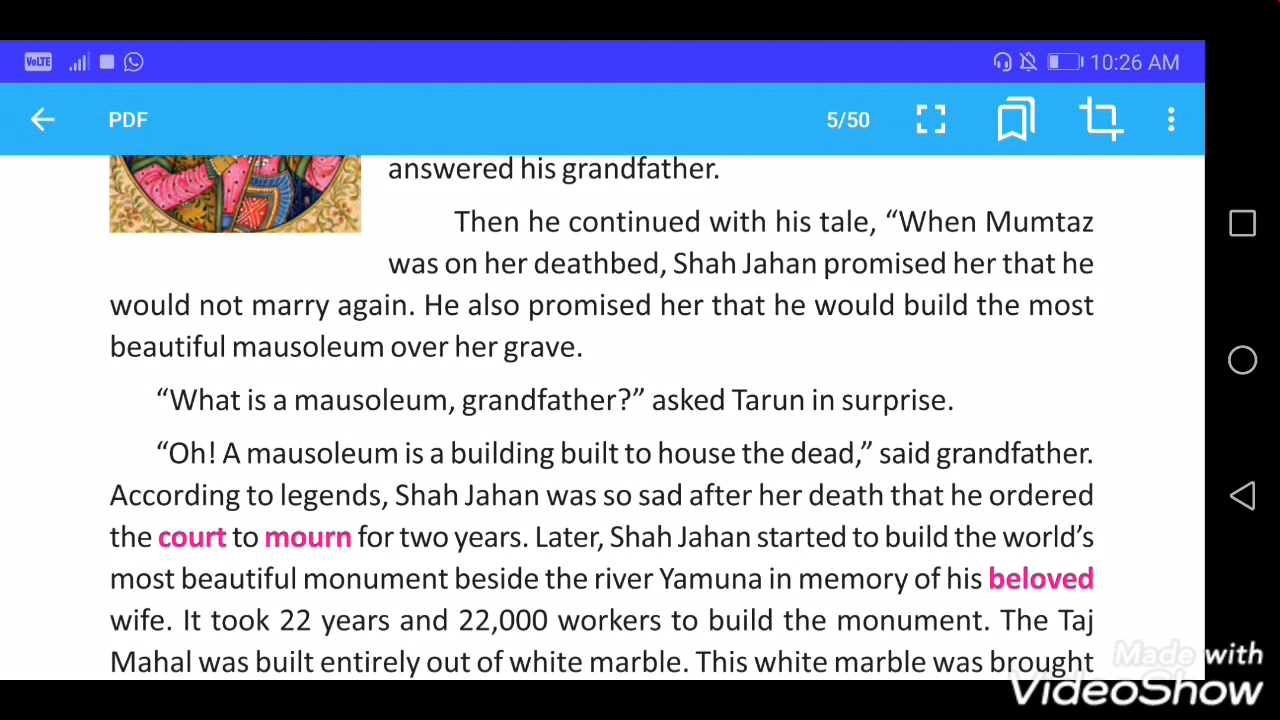 VoLTE 10:26 AM
PDF 5/50
answered his grandfather.
Then he continued with his tale, “When Mumtaz
was on her deathbed, Shah Jahan promised her that he
would not marry again. He also promised her that he would build the most
beautiful mausoleum over her grave.
“What is a mausoleum, grandfather?” asked Tarun in surprise.
“Oh! A mausoleum is a building built to house the dead,” said grandfather.
According to legends, Shah Jahan was so sad after her death that he ordered
the court to mourn for two years. Later, Shah Jahan started to build the world’s
most beautiful monument beside the river Yamuna in memory of his beloved
wife. It took 22 years and 22,000 workers to build the monument. The Taj
Mahal was built entirely out of white marble. This white marble was brought
Made with
VideoShow